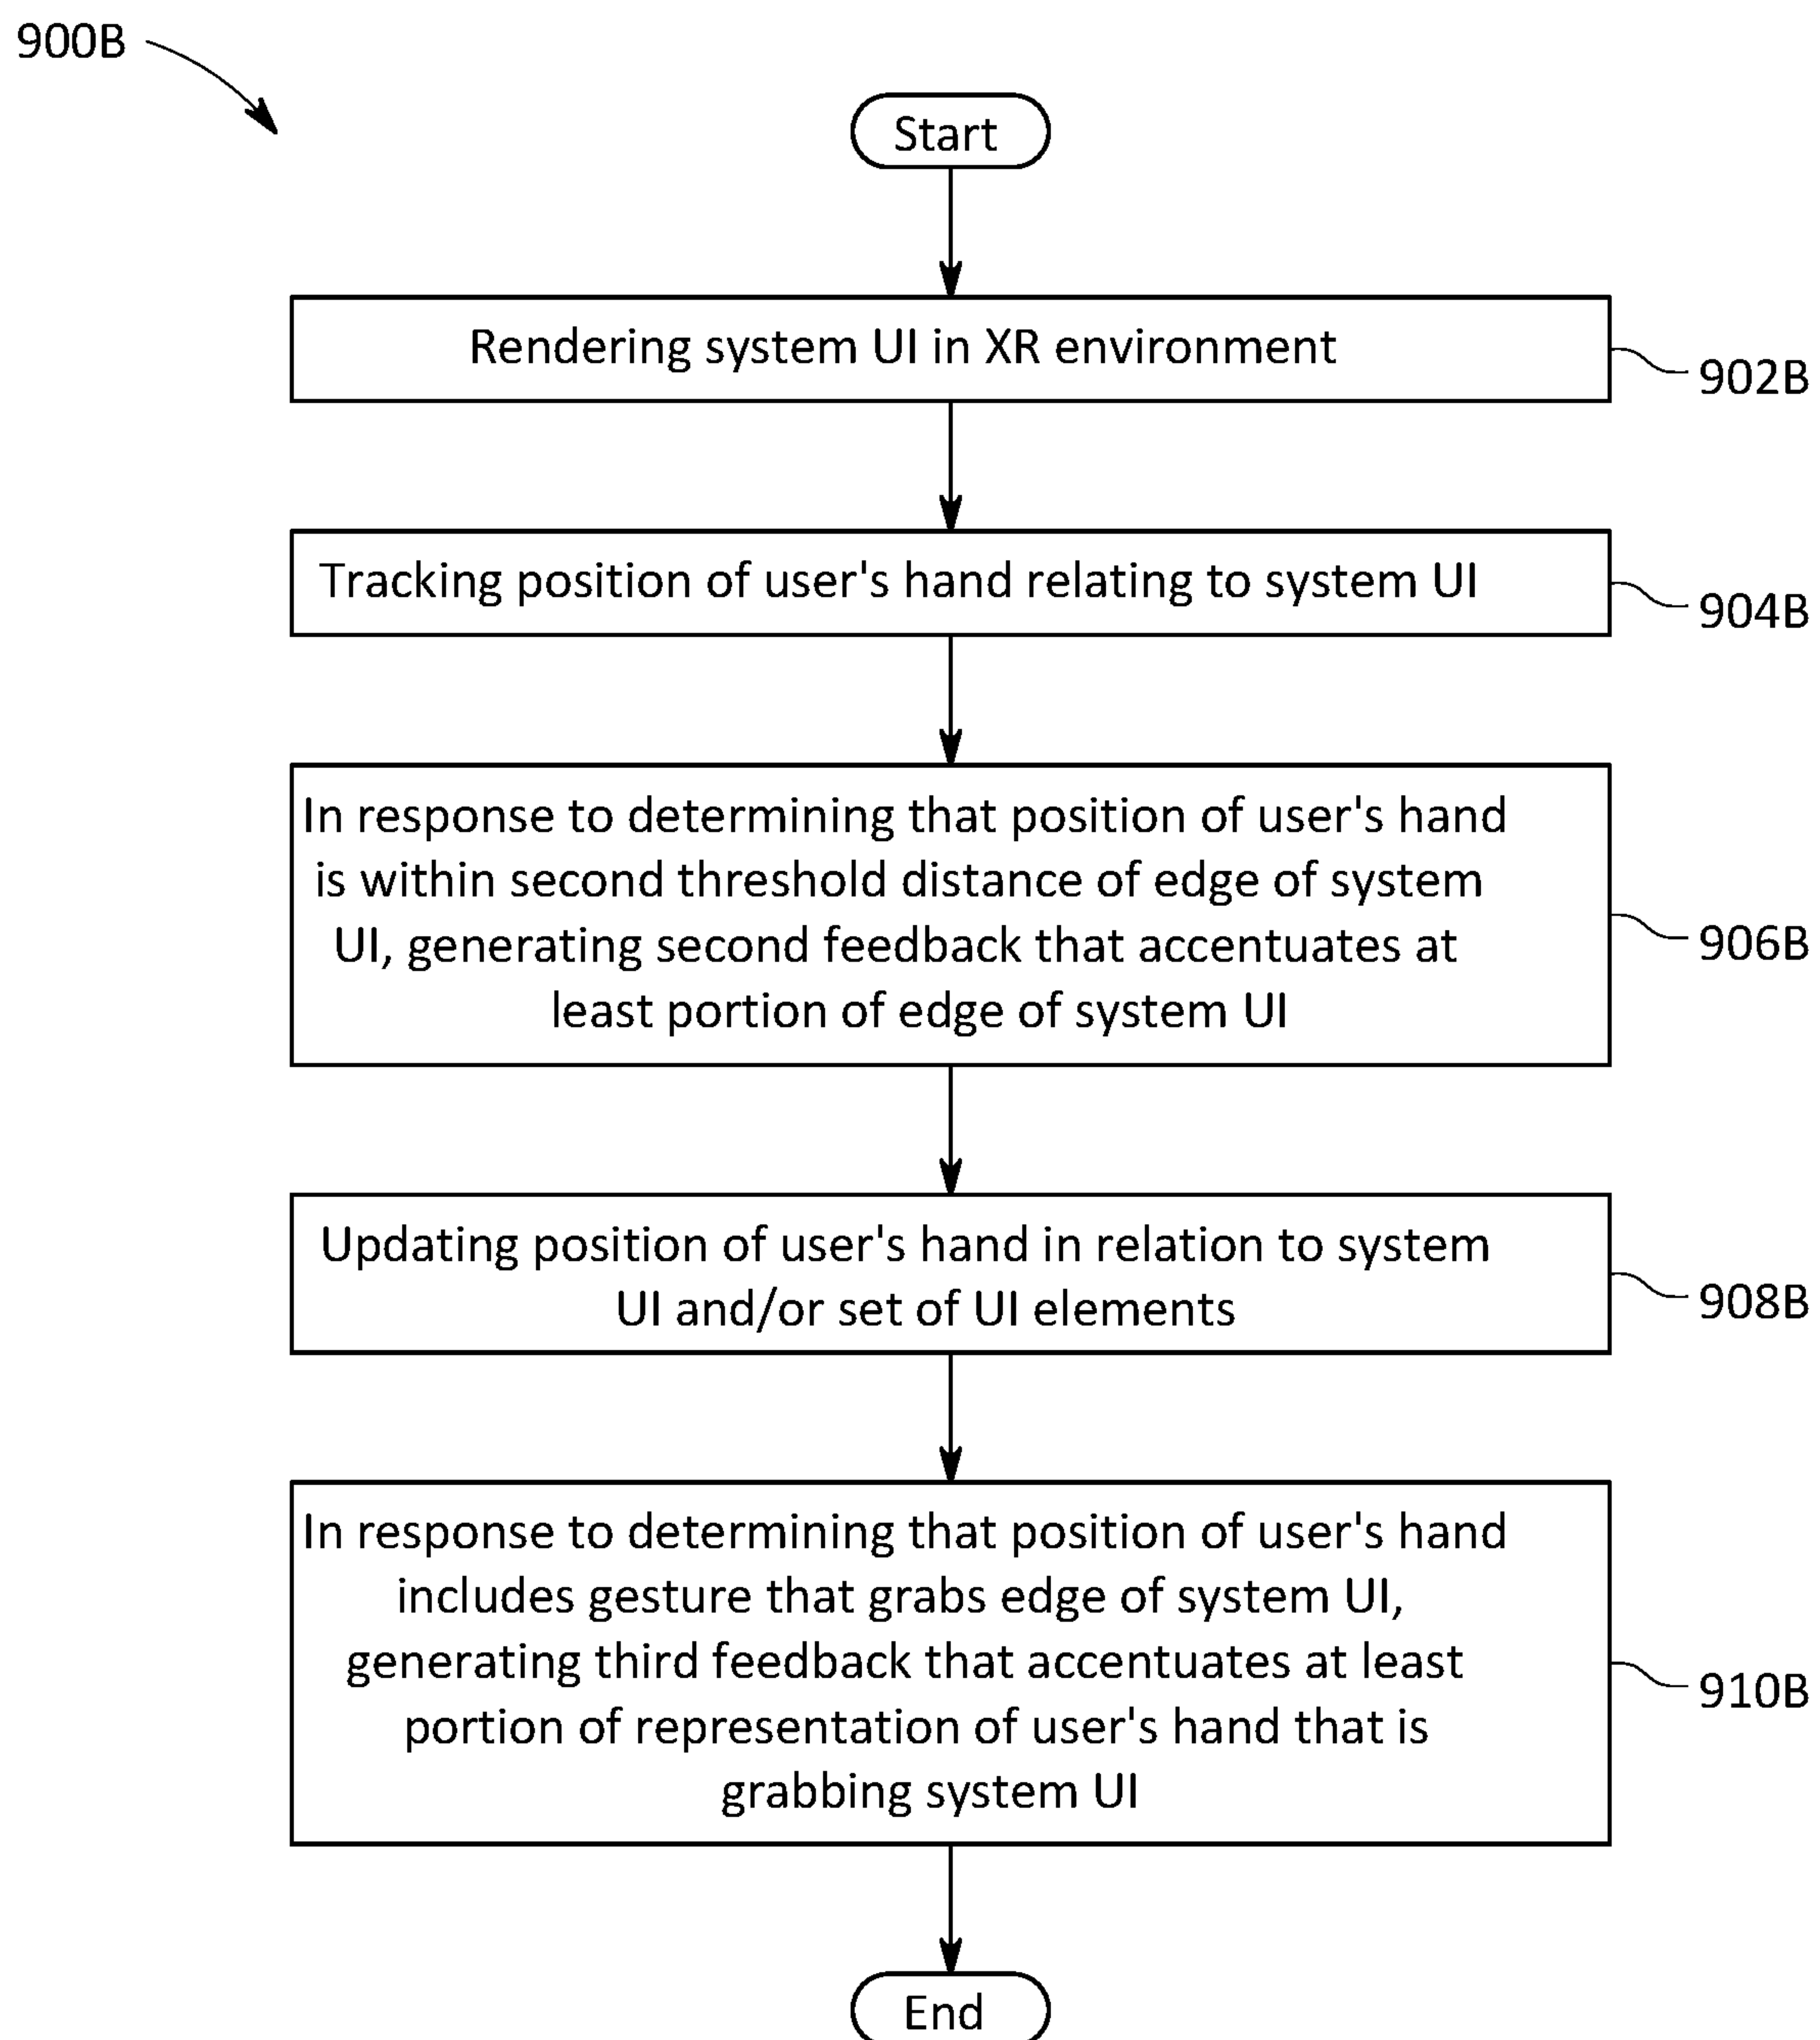 900B
Start
Rendering system UI in XR environment
902B
Tracking position of user's hand relating to system UI
904B
In response to determining that position of user's hand
is within second threshold distance of edge of system
UI, generating second feedback that accentuates at
least portion of edge of system UI
906B
Updating position of user's hand in relation to system
UI and/or set of UI elements
908B
In response to determining that position of user's hand
includes gesture that grabs edge of system UI,
generating third feedback that accentuates at least
portion of representation of user's hand that is
grabbing system UI
910B
End